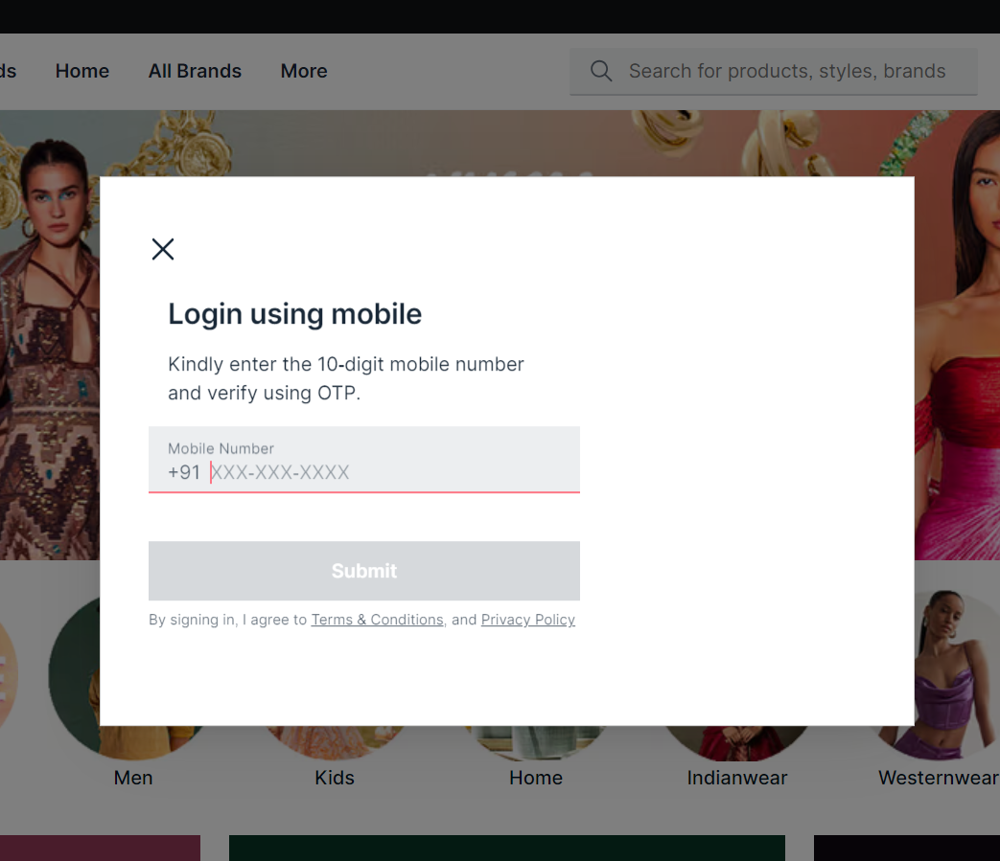 Home
All Brands
More
Search for products, styles, brands
Login using mobile
Kindly enter the 10-digit mobile number
and verify using OTP.
Mobile Number
+91 XXX-XXX-XXXX
Submit
By signing in, I agree to Terms & Conditions, and Privacy Policy
Men
Kids
Home
Indianwear
Westernwear